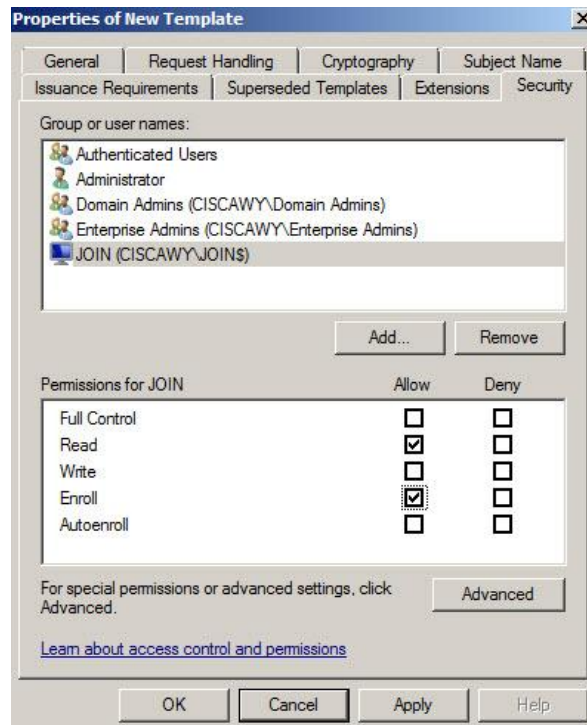 Properties of New Template
General Request Handling Cryptography Subject Name
Issuance Requirements Superseded Templates Extensions Security
Group or user names:
Authenticated Users
Administrator
Domain Admins (CISCAWY\Domain Admins)
Enterprise Admins (CISCAWY\Enterprise Admins)
JOIN (CISCAWY\JOIN$)
Add... Remove
Permissions for JOIN Allow Deny
Full Control
Read
Write
Enroll
Autoenroll
For special permissions or advanced settings, click
Advanced. Advanced
Learn about access control and permissions
OK Cancel Apply Help